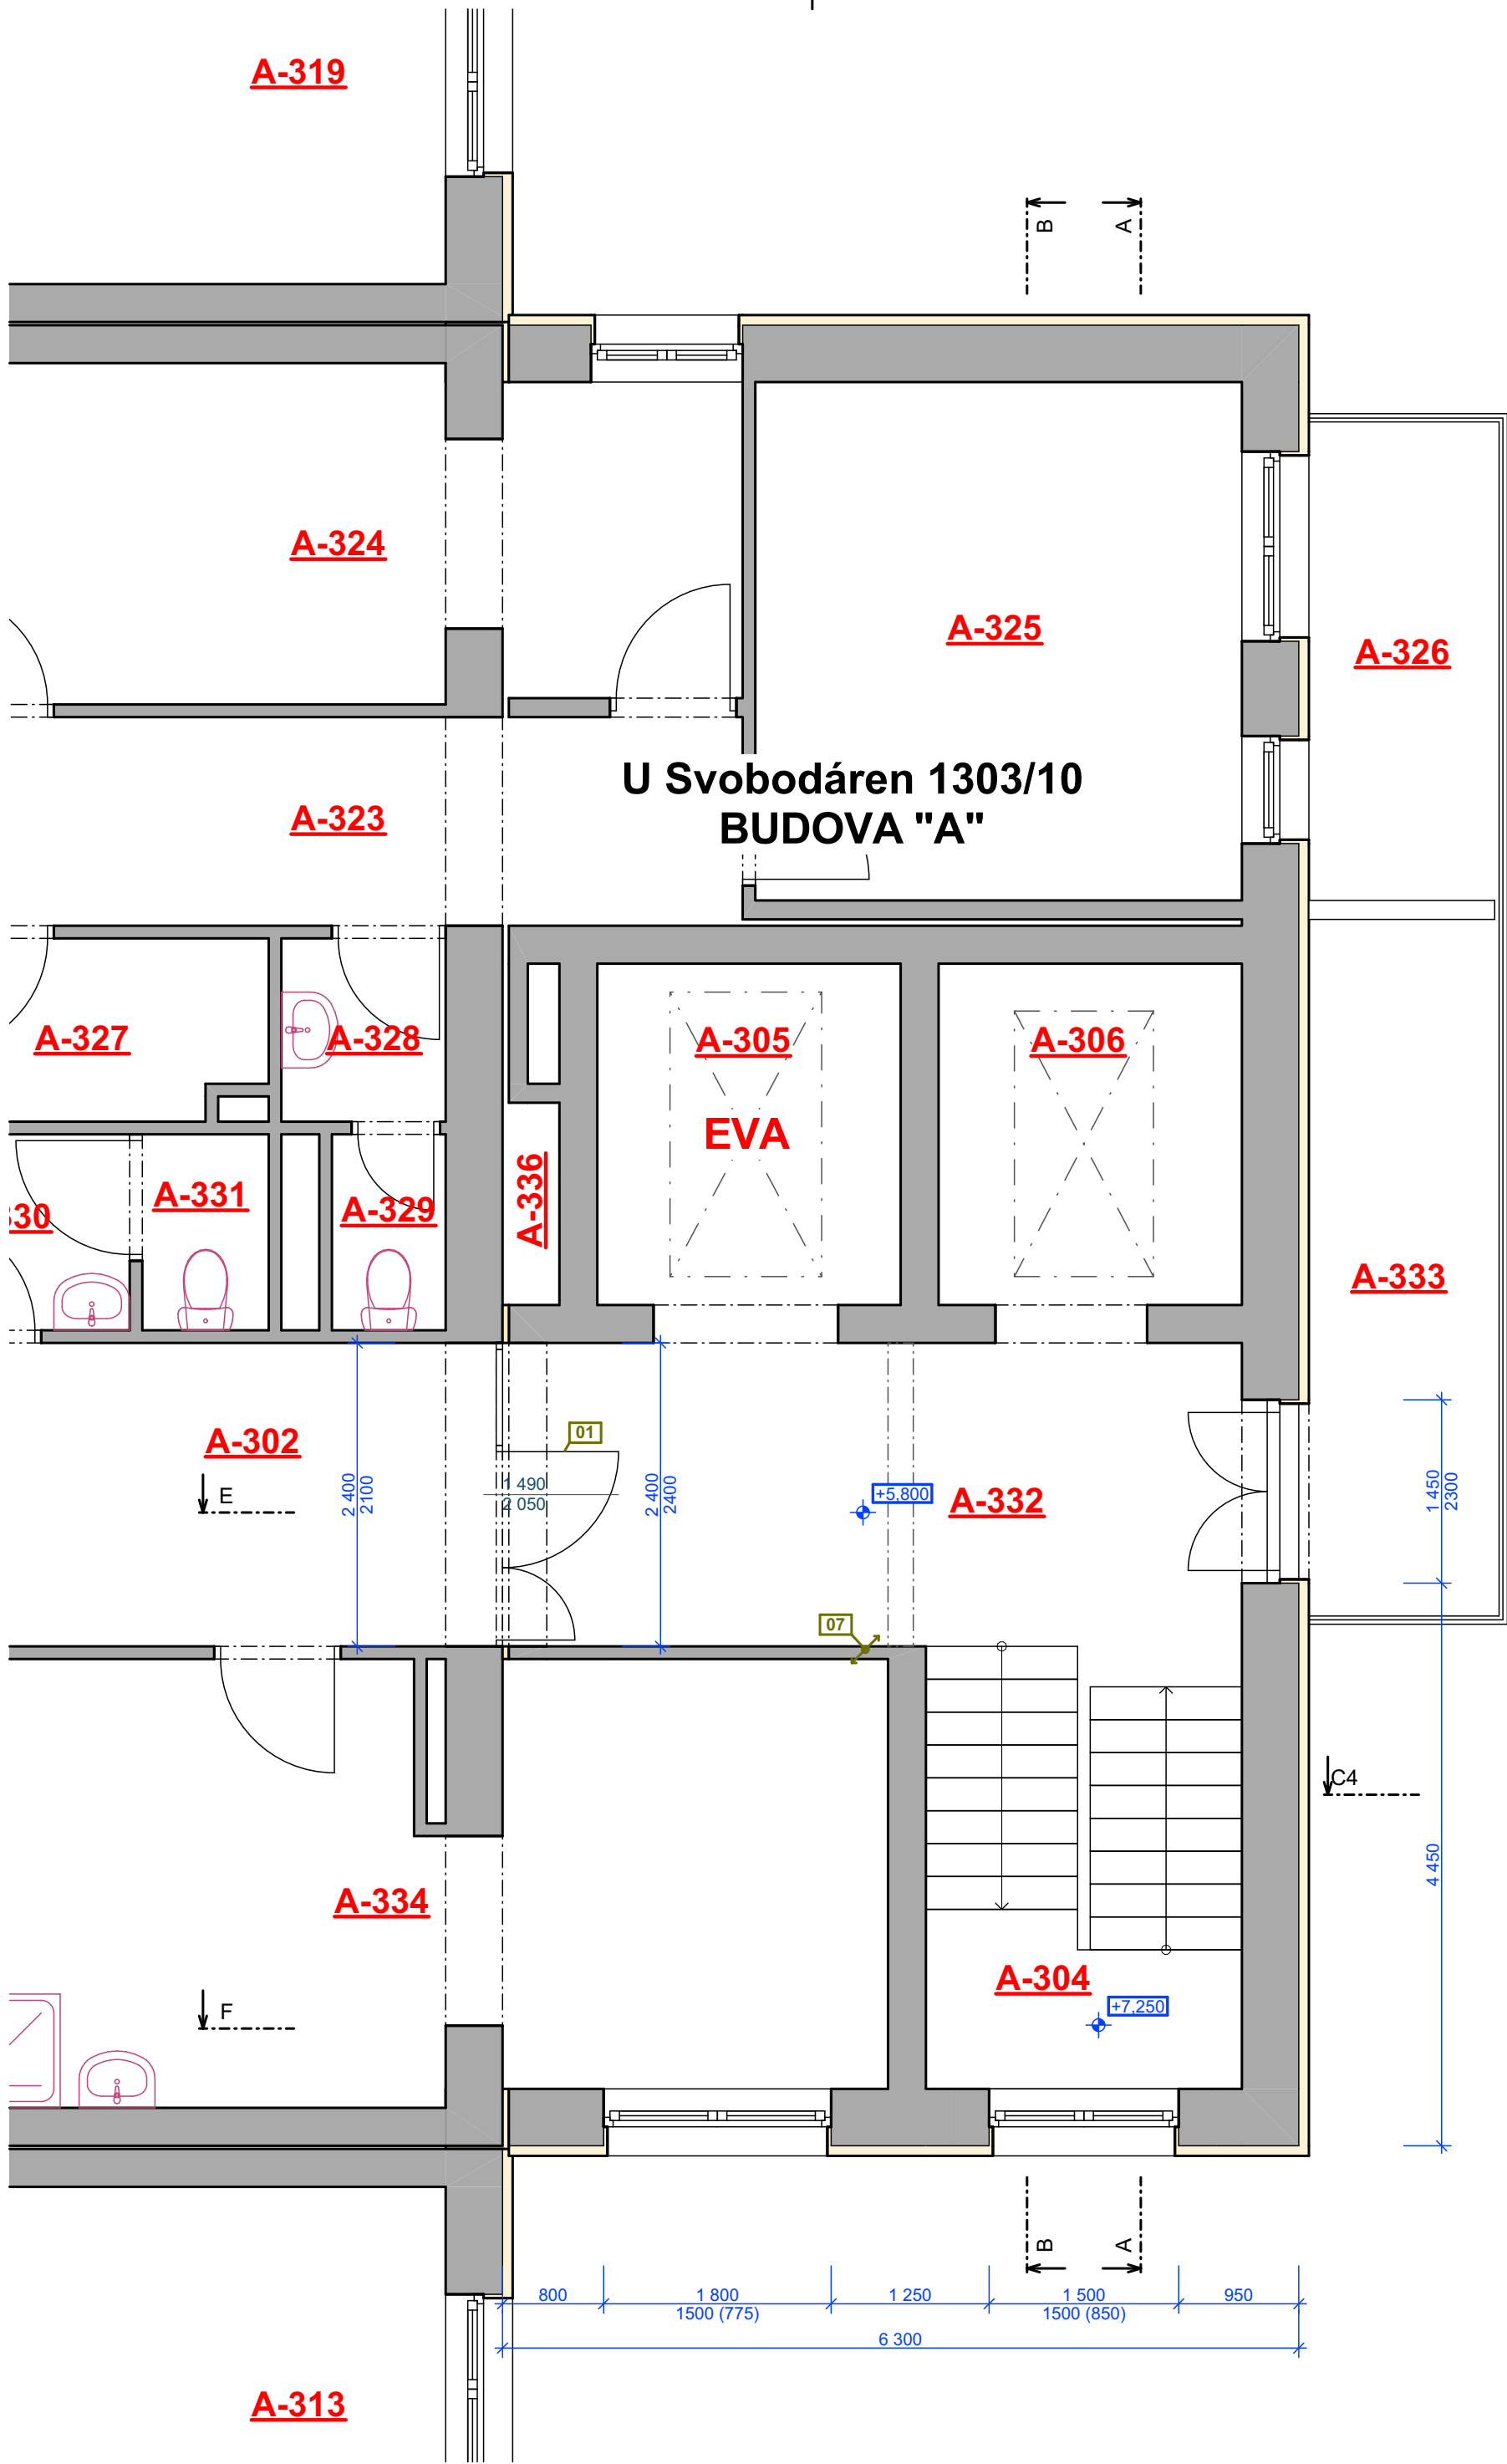 A-319
B
A
A-324
A-325
A-326
U Svobodáren 1303/10
BUDOVA "A"
A-323
A-327
A-328
A-305
A-306
EVA
A-336
A-331
A-329
330
A-333
A-302
01
E
2 400
2100
1 490
2 050
2 400
2400
+5,800
A-332
1 450
2300
07
C4
4 450
A-334
A-304
+7,250
F
B
A
800
1 800
1500 (775)
1 250
1 500
1500 (850)
950
6 300
A-313